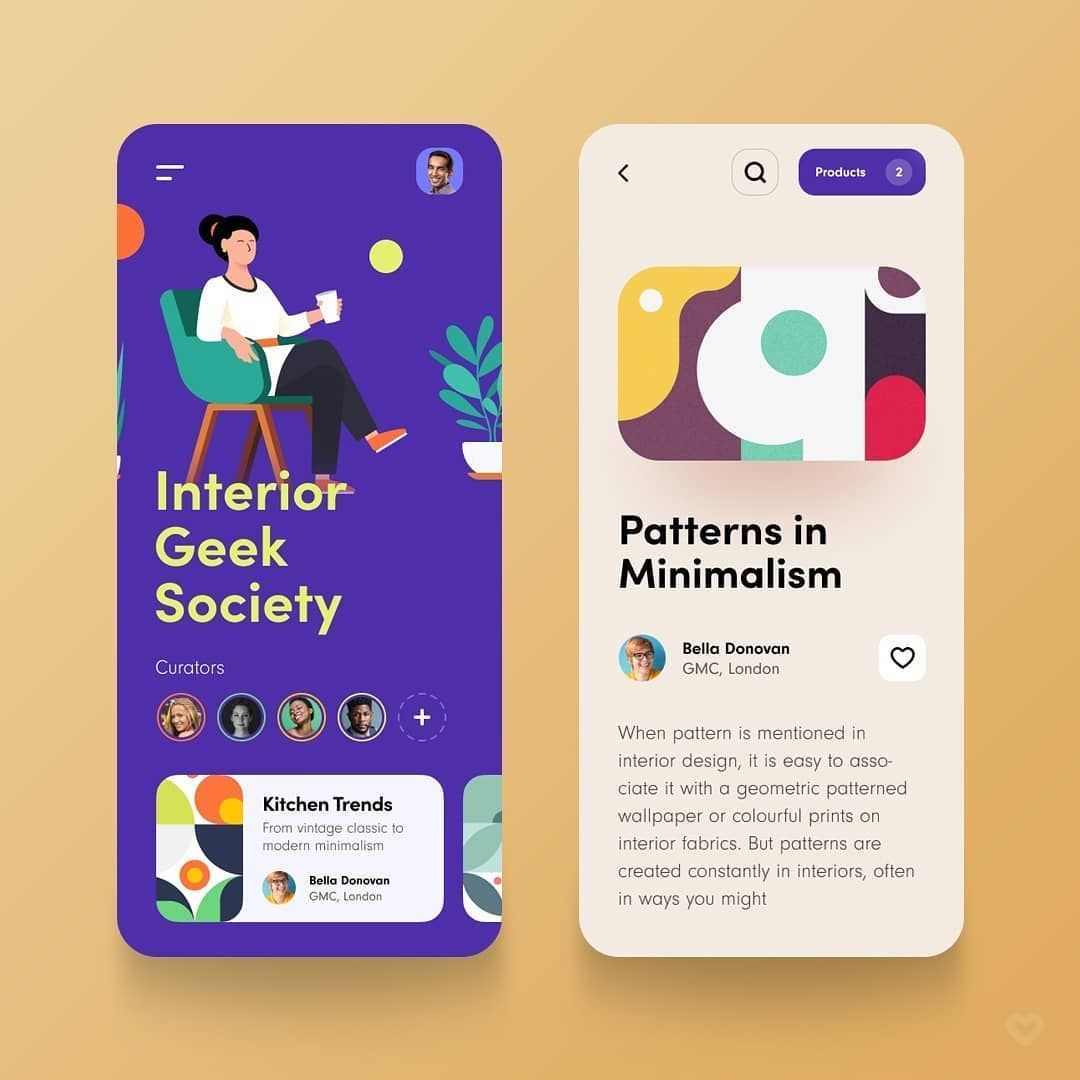 Interior
Geek
Society
Curators
Kitchen Trends
From vintage classic to
modern minimalism
Bella Donovan
GMC, London
Products 2
Patterns in
Minimalism
Bella Donovan
GMC, London
When pattern is mentioned in
interior design, it is easy to asso-
ciate it with a geometric patterned
wallpaper or colourful prints on
interior fabrics. But patterns are
created constantly in interiors, often
in ways you might